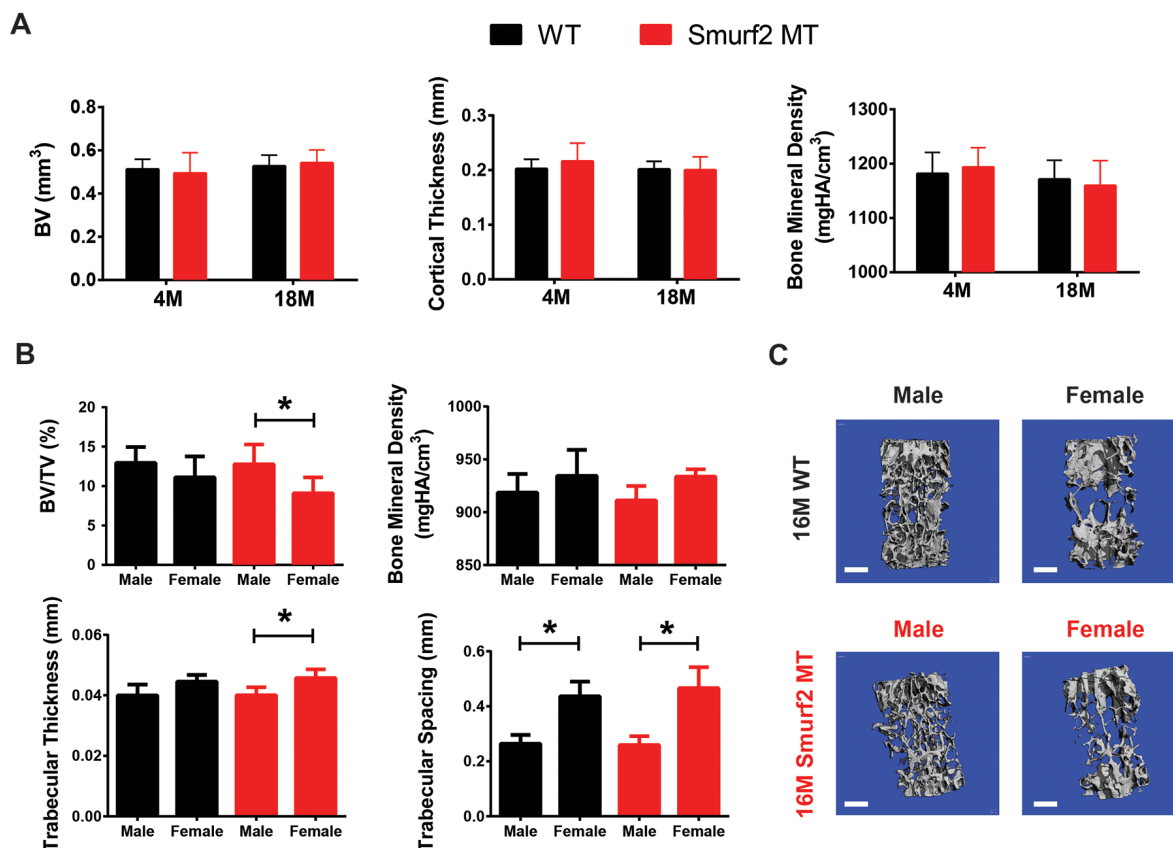 A
WT
Smurf2 MT
BV (mm3)
0.8
0.6
0.4
0.2
0.0
4M
18M
Cortical Thickness (mm)
0.3
0.2
0.1
0.0
4M
18M
Bone Mineral Density
(mgHA/cm3)
1300
1200
1100
1000
4M
18M
B
BV/TV (%)
20
15
10
5
0
*
Male
Female
Male
Female
Bone Mineral Density
(mgHA/cm3)
1000
950
900
850
Male
Female
Male
Female
Trabecular Thickness (mm)
0.06
0.04
0.02
0.00
*
Male
Female
Male
Female
Trabecular Spacing (mm)
0.6
0.4
0.2
0.0
*
*
Male
Female
Male
Female
C
Male
Female
16M WT
Male
Female
16M Smurf2 MT